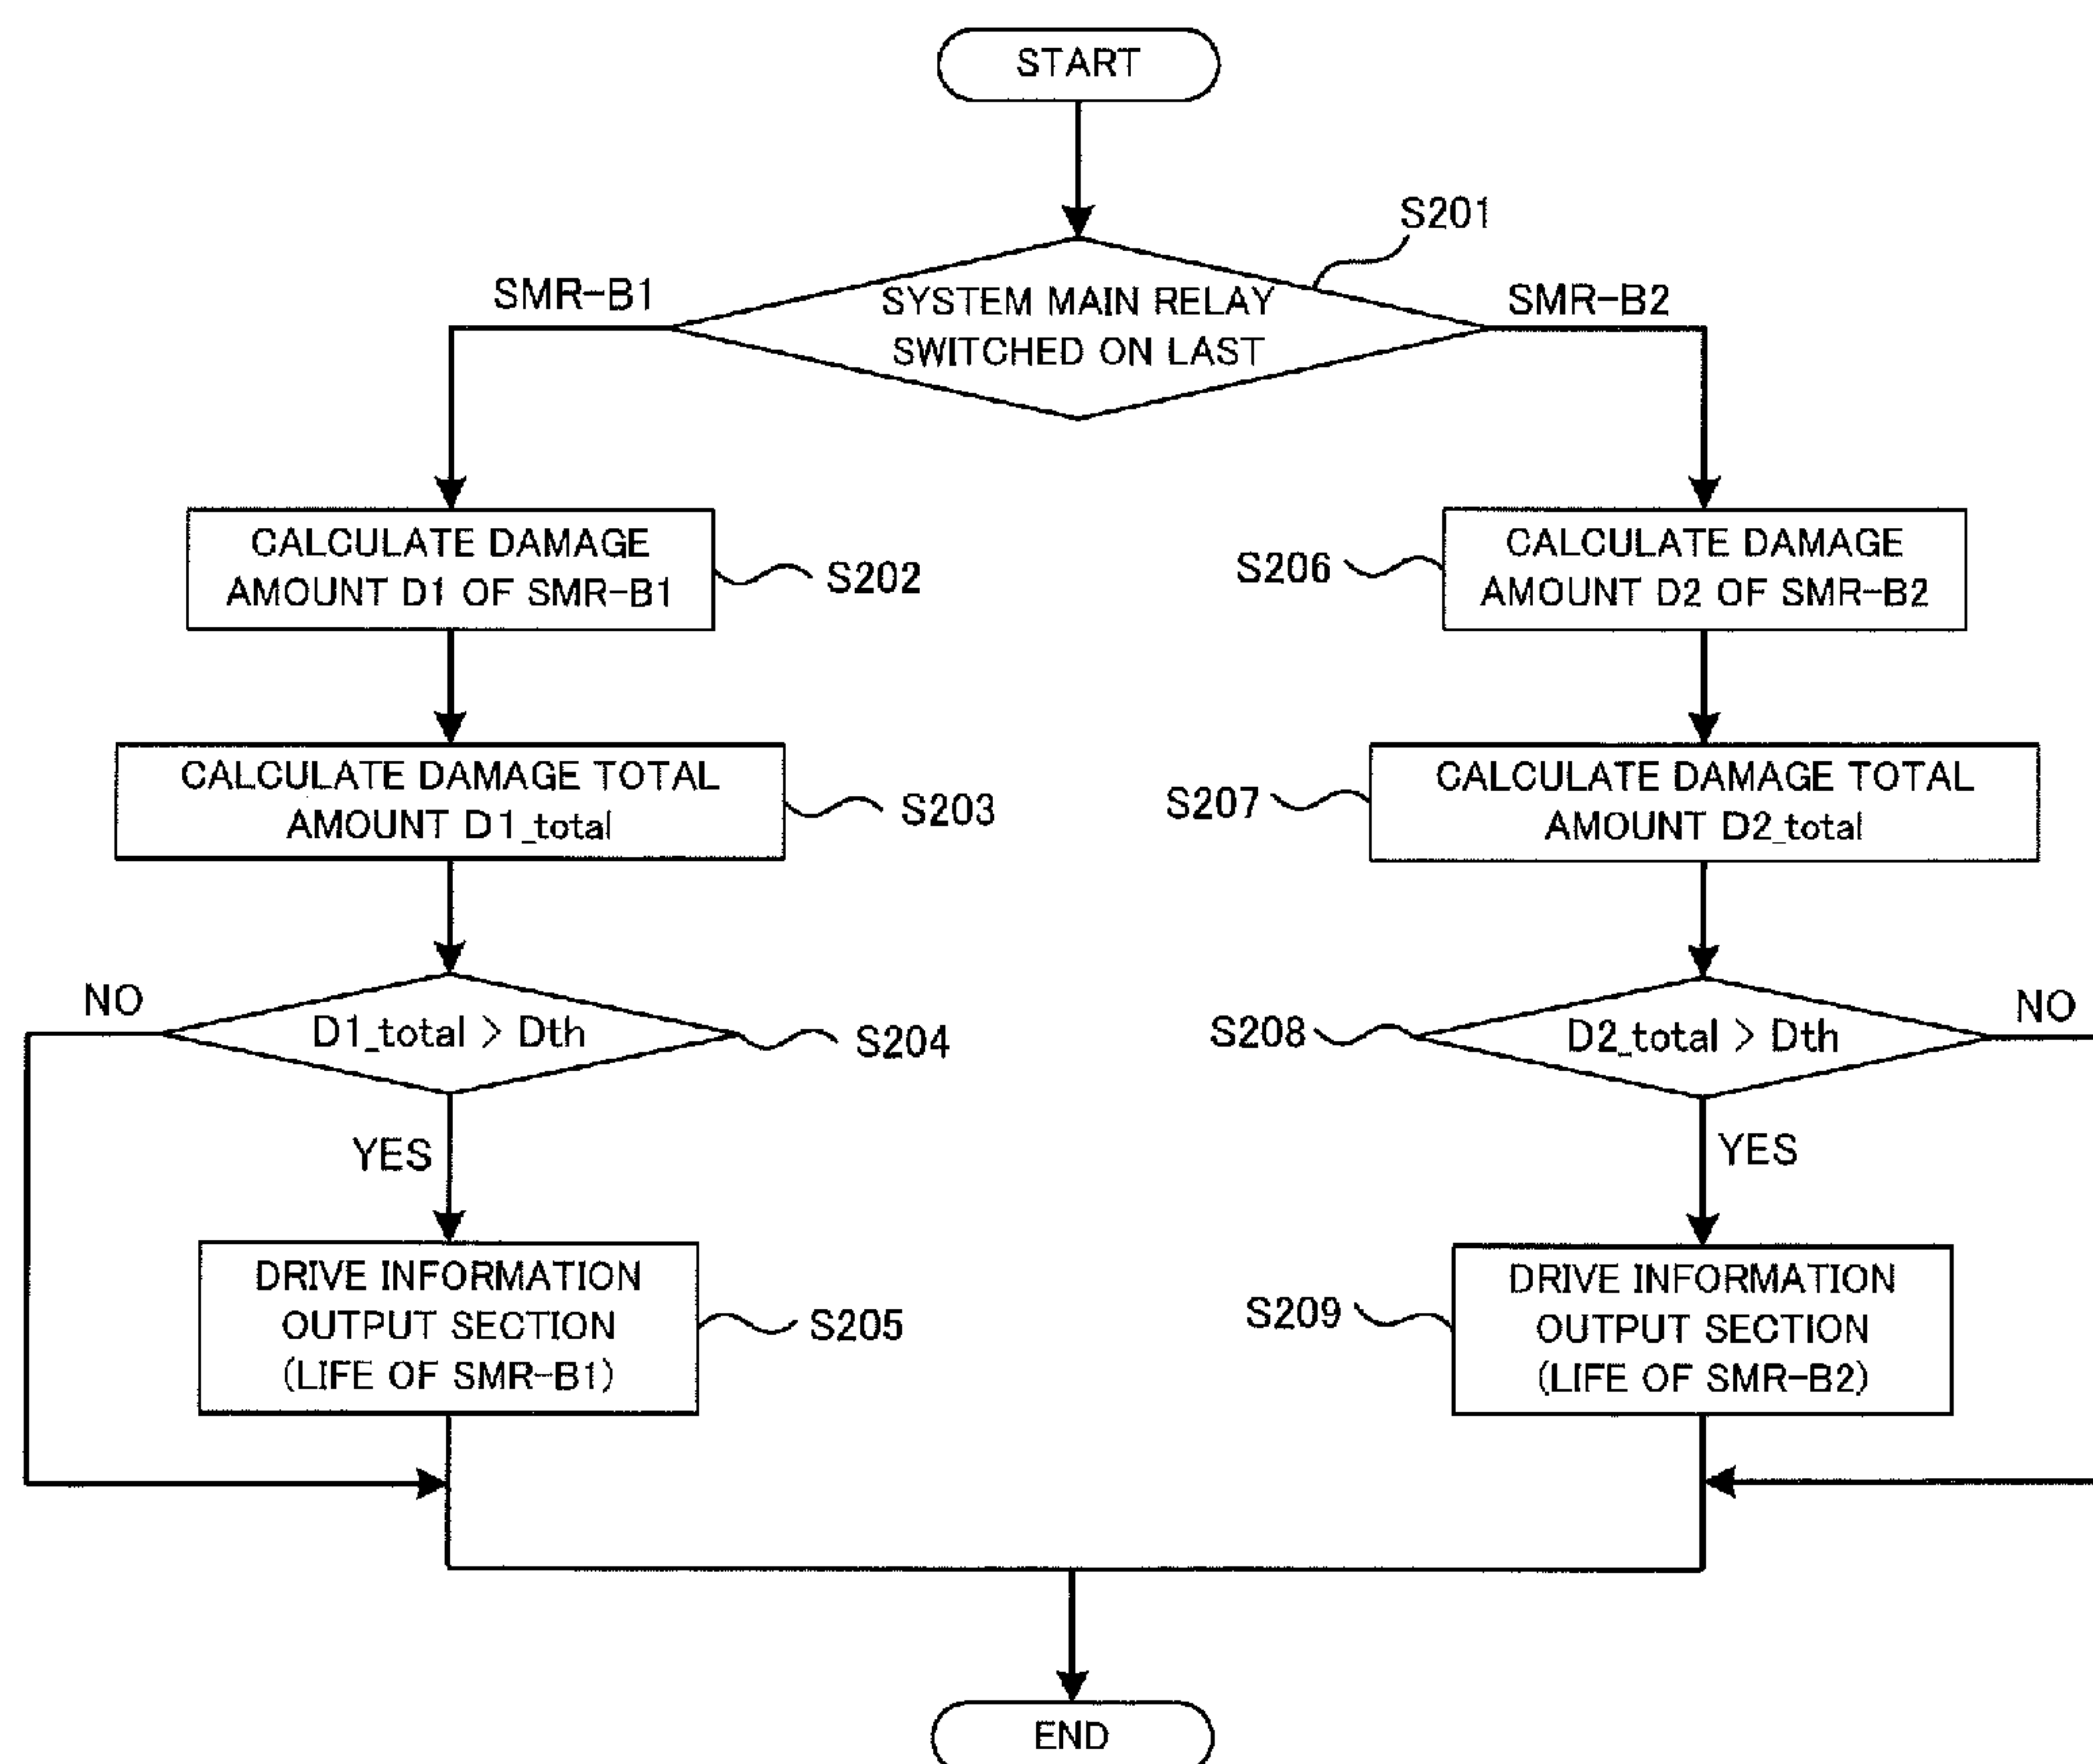 START
S201
SMR-B1
SYSTEM MAIN RELAY
SWITCHED ON LAST
SMR-B2
CALCULATE DAMAGE
AMOUNT D1 OF SMR-B1
S202
S206
CALCULATE DAMAGE
AMOUNT D2 OF SMR-B2
CALCULATE DAMAGE TOTAL
AMOUNT D1_total
S203
S207
CALCULATE DAMAGE TOTAL
AMOUNT D2_total
NO
D1_total > Dth
S204
S208
D2_total > Dth
NO
YES
YES
DRIVE INFORMATION
OUTPUT SECTION
(LIFE OF SMR-B1)
S205
S209
DRIVE INFORMATION
OUTPUT SECTION
(LIFE OF SMR-B2)
END